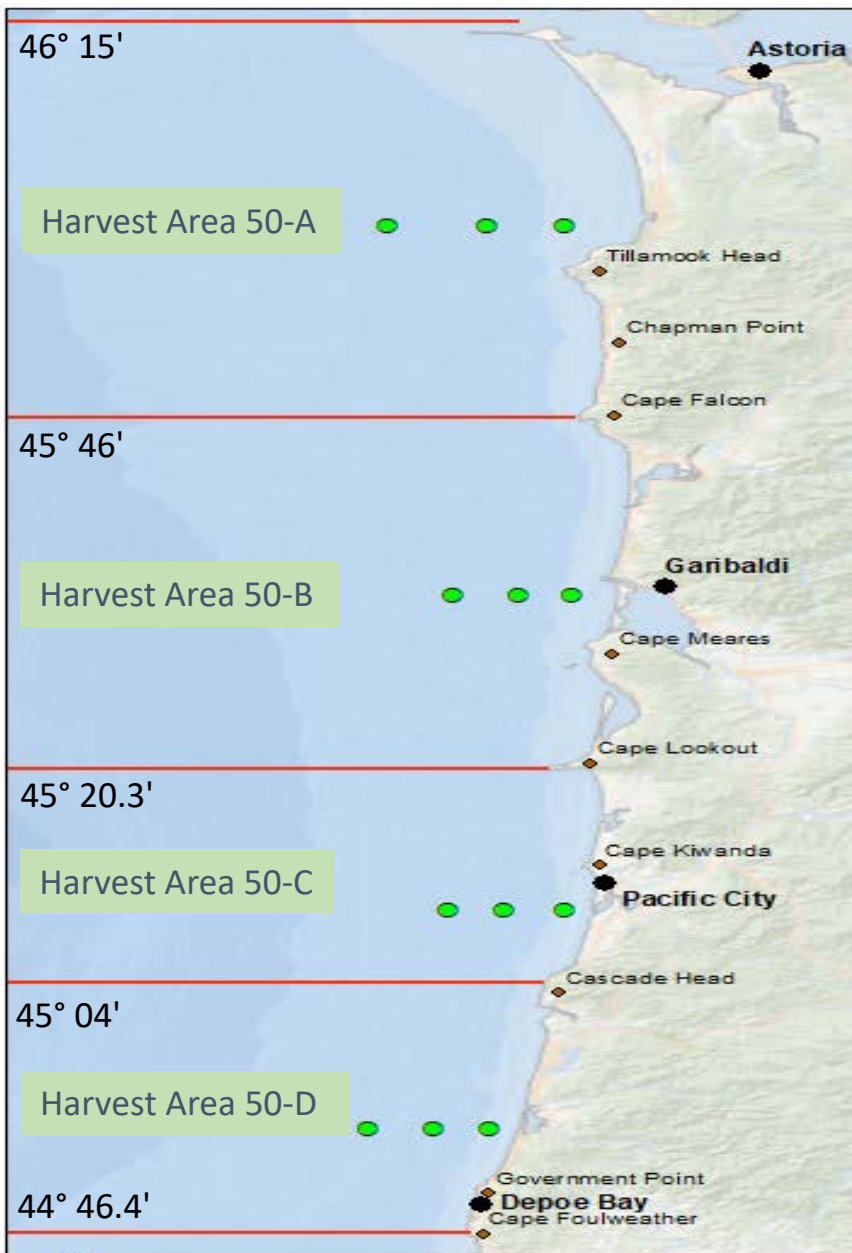 46° 15'
Astoria
Harvest Area 50-A
Tillamook Head
Chapman Point
Cape Falcon
45° 46'
Garibaldi
Harvest Area 50-B
Cape Meares
Cape Lookout
45° 20.3'
Cape Kiwanda
Harvest Area 50-C
Pacific City
Cascade Head
45° 04'
Harvest Area 50-D
Government Point
44° 46.4'
Depoe Bay
Cape Foulweather